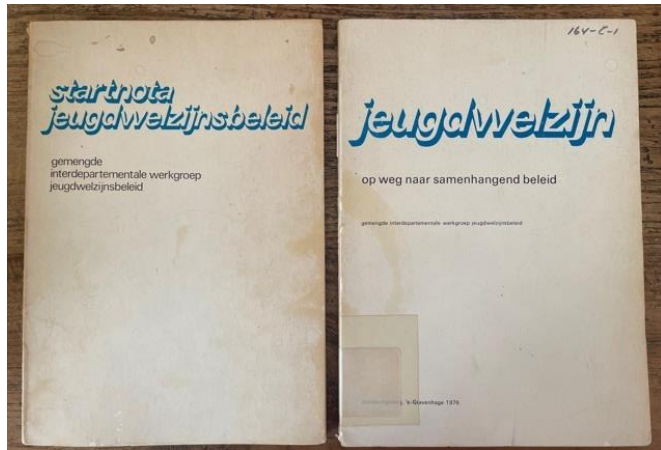 startnota
jeugdwelzijnsbeleid
gemengde
interdepartementale werkgroep
jeugdwelzijnsbeleid
164-C-1
jeugdwelzijn
op weg naar samenhangend beleid
gemengde interdepartementale werkgroep jeugdwelzijnsbeleid
's-Gravenhage 1976